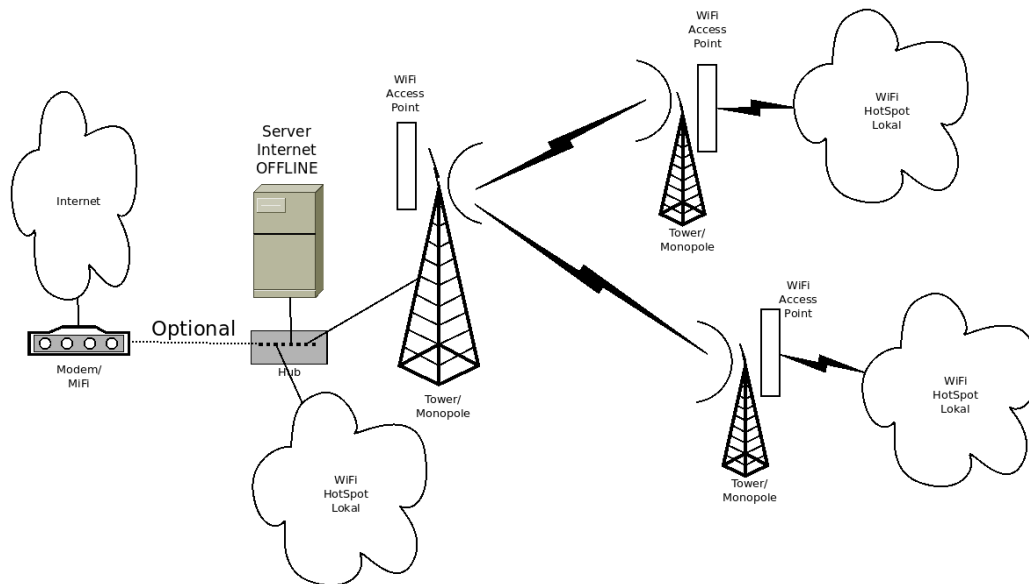 WiFi
Access
Point
WiFi
Access
Point
WiFi
HotSpot
Lokal
Server
Internet
OFFLINE
Internet
Tower/
Monopole
WiFi
Access
Point
Optional
Modem/
MiFi
Hub
Tower/
Monopole
WiFi
HotSpot
Lokal
WiFi
HotSpot
Lokal
Tower/
Monopole